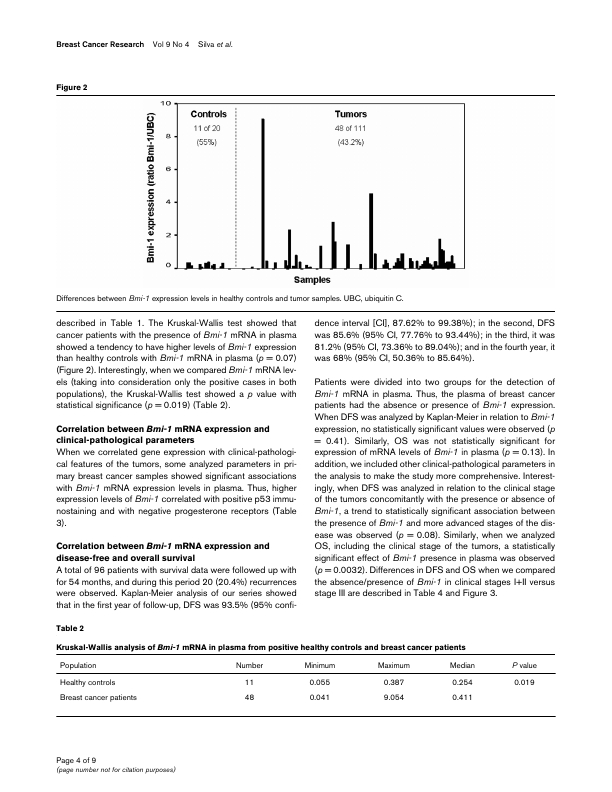 Breast Cancer Research Vol 9 No 4 Silva et al.
Figure 2
Bmi-1 expression (ratio Bmi-1/UBC)
10
8
6
4
2
0
Controls
11 of 20
(55%)
Tumors
48 of 111
(43.2%)
Samples
Differences between Bmi-1 expression levels in healthy controls and tumor samples. UBC, ubiquitin C.
described in Table 1. The Kruskal-Wallis test showed that
cancer patients with the presence of Bmi-1 mRNA in plasma
showed a tendency to have higher levels of Bmi-1 expression
than healthy controls with Bmi-1 mRNA in plasma (p = 0.07)
(Figure 2). Interestingly, when we compared Bmi-1 mRNA lev-
els (taking into consideration only the positive cases in both
populations), the Kruskal-Wallis test showed a p value with
statistical significance (p = 0.019) (Table 2).
Correlation between Bmi-1 mRNA expression and
clinical-pathological parameters
When we correlated gene expression with clinical-pathologi-
cal features of the tumors, some analyzed parameters in pri-
mary breast cancer samples showed significant associations
with Bmi-1 mRNA expression levels in plasma. Thus, higher
expression levels of Bmi-1 correlated with positive p53 immu-
nostaining and with negative progesterone receptors (Table
3).
Correlation between Bmi-1 mRNA expression and
disease-free and overall survival
A total of 96 patients with survival data were followed up with
for 54 months, and during this period 20 (20.4%) recurrences
were observed. Kaplan-Meier analysis of our series showed
that in the first year of follow-up, DFS was 93.5% (95% confi-
dence interval [CI], 87.62% to 99.38%); in the second, DFS
was 85.6% (95% CI, 77.76% to 93.44%); in the third, it was
81.2% (95% CI, 73.36% to 89.04%); and in the fourth year, it
was 68% (95% CI, 50.36% to 85.64%).
Patients were divided into two groups for the detection of
Bmi-1 mRNA in plasma. Thus, the plasma of breast cancer
patients had the absence or presence of Bmi-1 expression.
When DFS was analyzed by Kaplan-Meier in relation to Bmi-1
expression, no statistically significant values were observed (p
= 0.41). Similarly, OS was not statistically significant for
expression of mRNA levels of Bmi-1 in plasma (p = 0.13). In
addition, we included other clinical-pathological parameters in
the analysis to make the study more comprehensive. Interest-
ingly, when DFS was analyzed in relation to the clinical stage
of the tumors concomitantly with the presence or absence of
Bmi-1, a trend to statistically significant association between
the presence of Bmi-1 and more advanced stages of the dis-
ease was observed (p = 0.08). Similarly, when we analyzed
OS, including the clinical stage of the tumors, a statistically
significant effect of Bmi-1 presence in plasma was observed
(p = 0.0032). Differences in DFS and OS when we compared
the absence/presence of Bmi-1 in clinical stages I+II versus
stage III are described in Table 4 and Figure 3.
Table 2
Kruskal-Wallis analysis of Bmi-1 mRNA in plasma from positive healthy controls and breast cancer patients
Population Number Minimum Maximum Median P value
Healthy controls 11 0.055 0.387 0.254 0.019
Breast cancer patients 48 0.041 9.054 0.411
Page 4 of 9
(page number not for citation purposes)